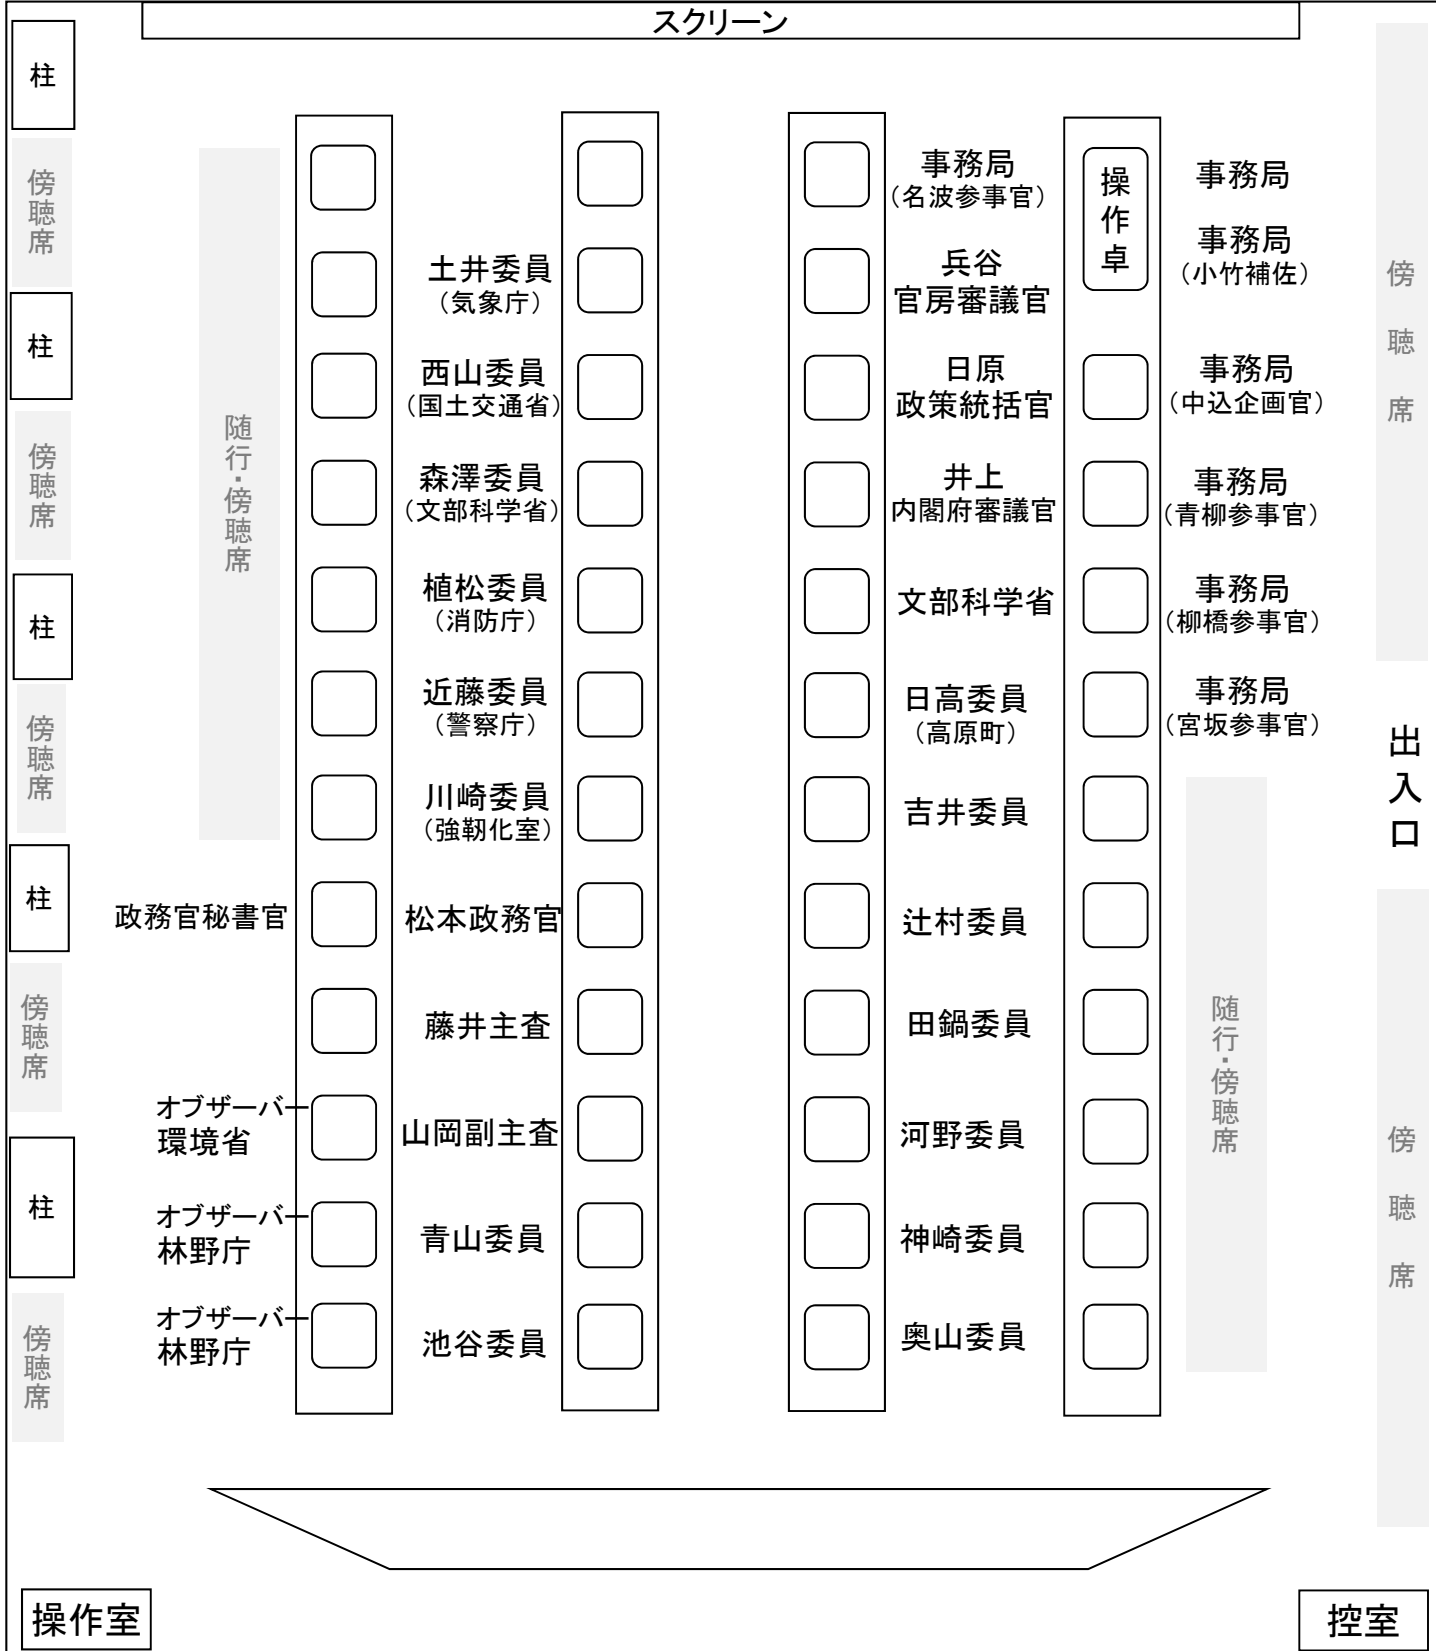 スクリーン
柱
傍聴席
柱
傍聴席
柱
傍聴席
柱
傍聴席
柱
傍聴席
随行・傍聴席
政務官秘書官
オブザーバー
環境省
オブザーバー
林野庁
オブザーバー
林野庁
土井委員
（気象庁）
西山委員
（国土交通省）
森澤委員
（文部科学省）
植松委員
（消防庁）
近藤委員
（警察庁）
川崎委員
（強靭化室）
松本政務官
藤井主査
山岡副主査
青山委員
池谷委員
事務局
（名波参事官）
兵谷
官房審議官
日原
政策統括官
井上
内閣府審議官
文部科学省
日高委員
（高原町）
吉井委員
辻村委員
田鍋委員
河野委員
神崎委員
奥山委員
操作卓
事務局
事務局
（小竹補佐）
事務局
（中込企画官）
事務局
（青柳参事官）
事務局
（柳橋参事官）
事務局
（宮坂参事官）
随行・傍聴席
傍聴席
出入口
傍聴席
操作室
控室